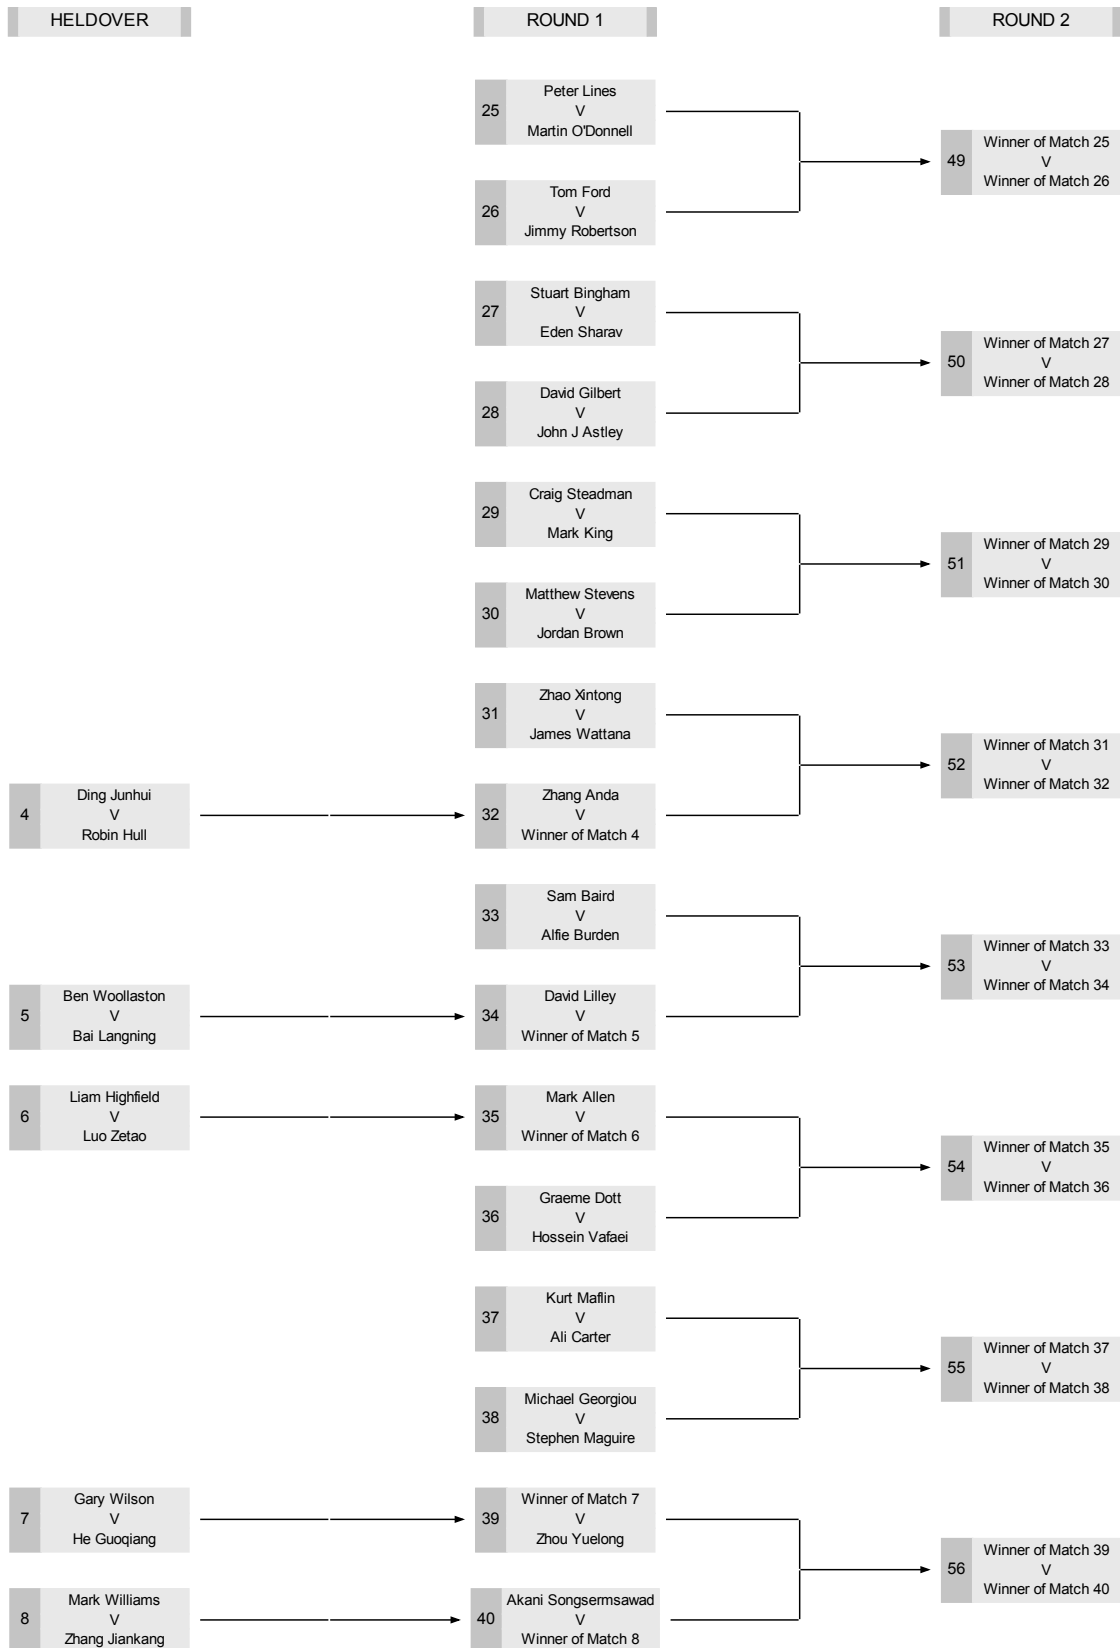 HELDOVER
ROUND 1
ROUND 2
25
Peter Lines
V
Martin O'Donnell
26
Tom Ford
V
Jimmy Robertson
49
Winner of Match 25
V
Winner of Match 26
27
Stuart Bingham
V
Eden Sharav
28
David Gilbert
V
John J Astley
50
Winner of Match 27
V
Winner of Match 28
29
Craig Steadman
V
Mark King
30
Matthew Stevens
V
Jordan Brown
51
Winner of Match 29
V
Winner of Match 30
31
Zhao Xintong
V
James Wattana
4
Ding Junhui
V
Robin Hull
32
Zhang Anda
V
Winner of Match 4
52
Winner of Match 31
V
Winner of Match 32
33
Sam Baird
V
Alfie Burden
5
Ben Woollaston
V
Bai Langning
34
David Lilley
V
Winner of Match 5
53
Winner of Match 33
V
Winner of Match 34
6
Liam Highfield
V
Luo Zetao
35
Mark Allen
V
Winner of Match 6
36
Graeme Dott
V
Hossein Vafaei
54
Winner of Match 35
V
Winner of Match 36
37
Kurt Maflin
V
Ali Carter
38
Michael Georgiou
V
Stephen Maguire
55
Winner of Match 37
V
Winner of Match 38
7
Gary Wilson
V
He Guoqiang
39
Winner of Match 7
V
Zhou Yuelong
8
Mark Williams
V
Zhang Jiankang
40
Akani Songsermsawad
V
Winner of Match 8
56
Winner of Match 39
V
Winner of Match 40